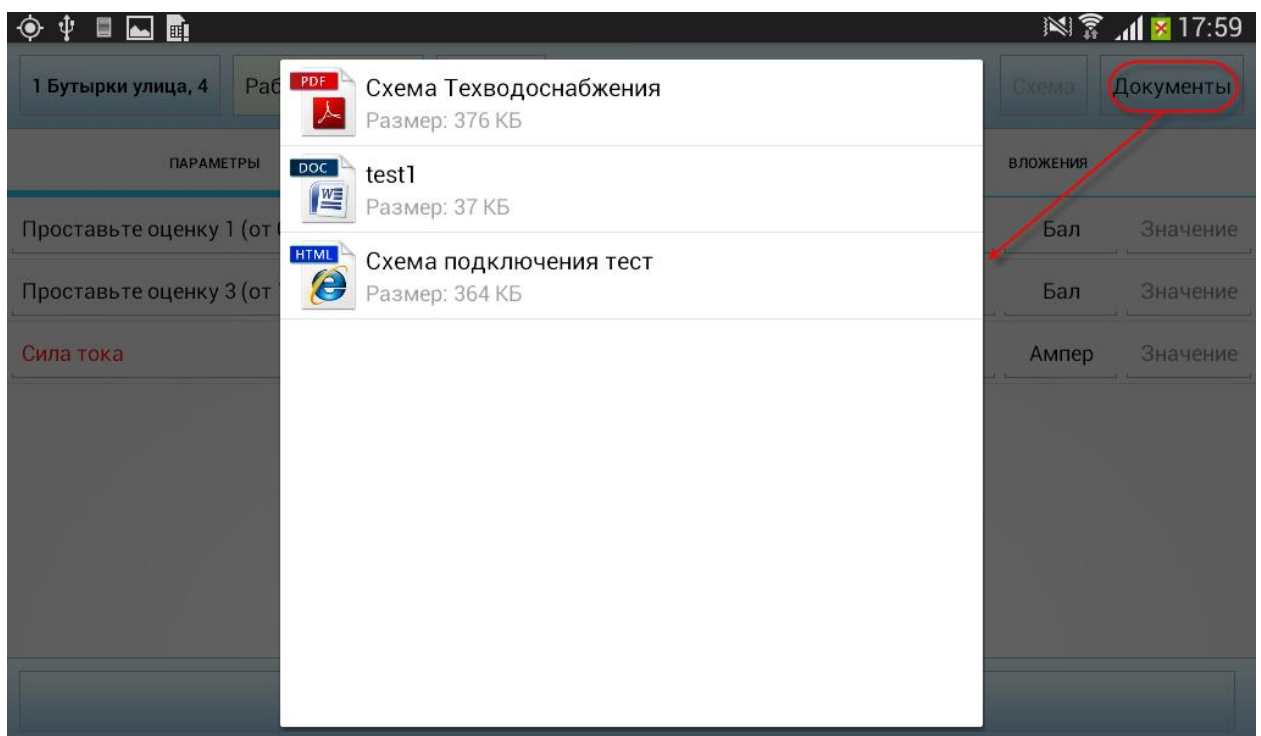 17:59
1 Бутырки улица, 4
Раб
Схема
Документы
PDF
Схема Техводоснабжения
Размер: 376 КБ
ПАРАМЕТРЫ
ВЛОЖЕНИЯ
DOC
W
test1
Размер: 37 КБ
Проставьте оценку 1 (от
Бал
Значение
HTML
Схема подключения тест
Размер: 364 КБ
Проставьте оценку 3 (от
Бал
Значение
Сила тока
Ампер
Значение